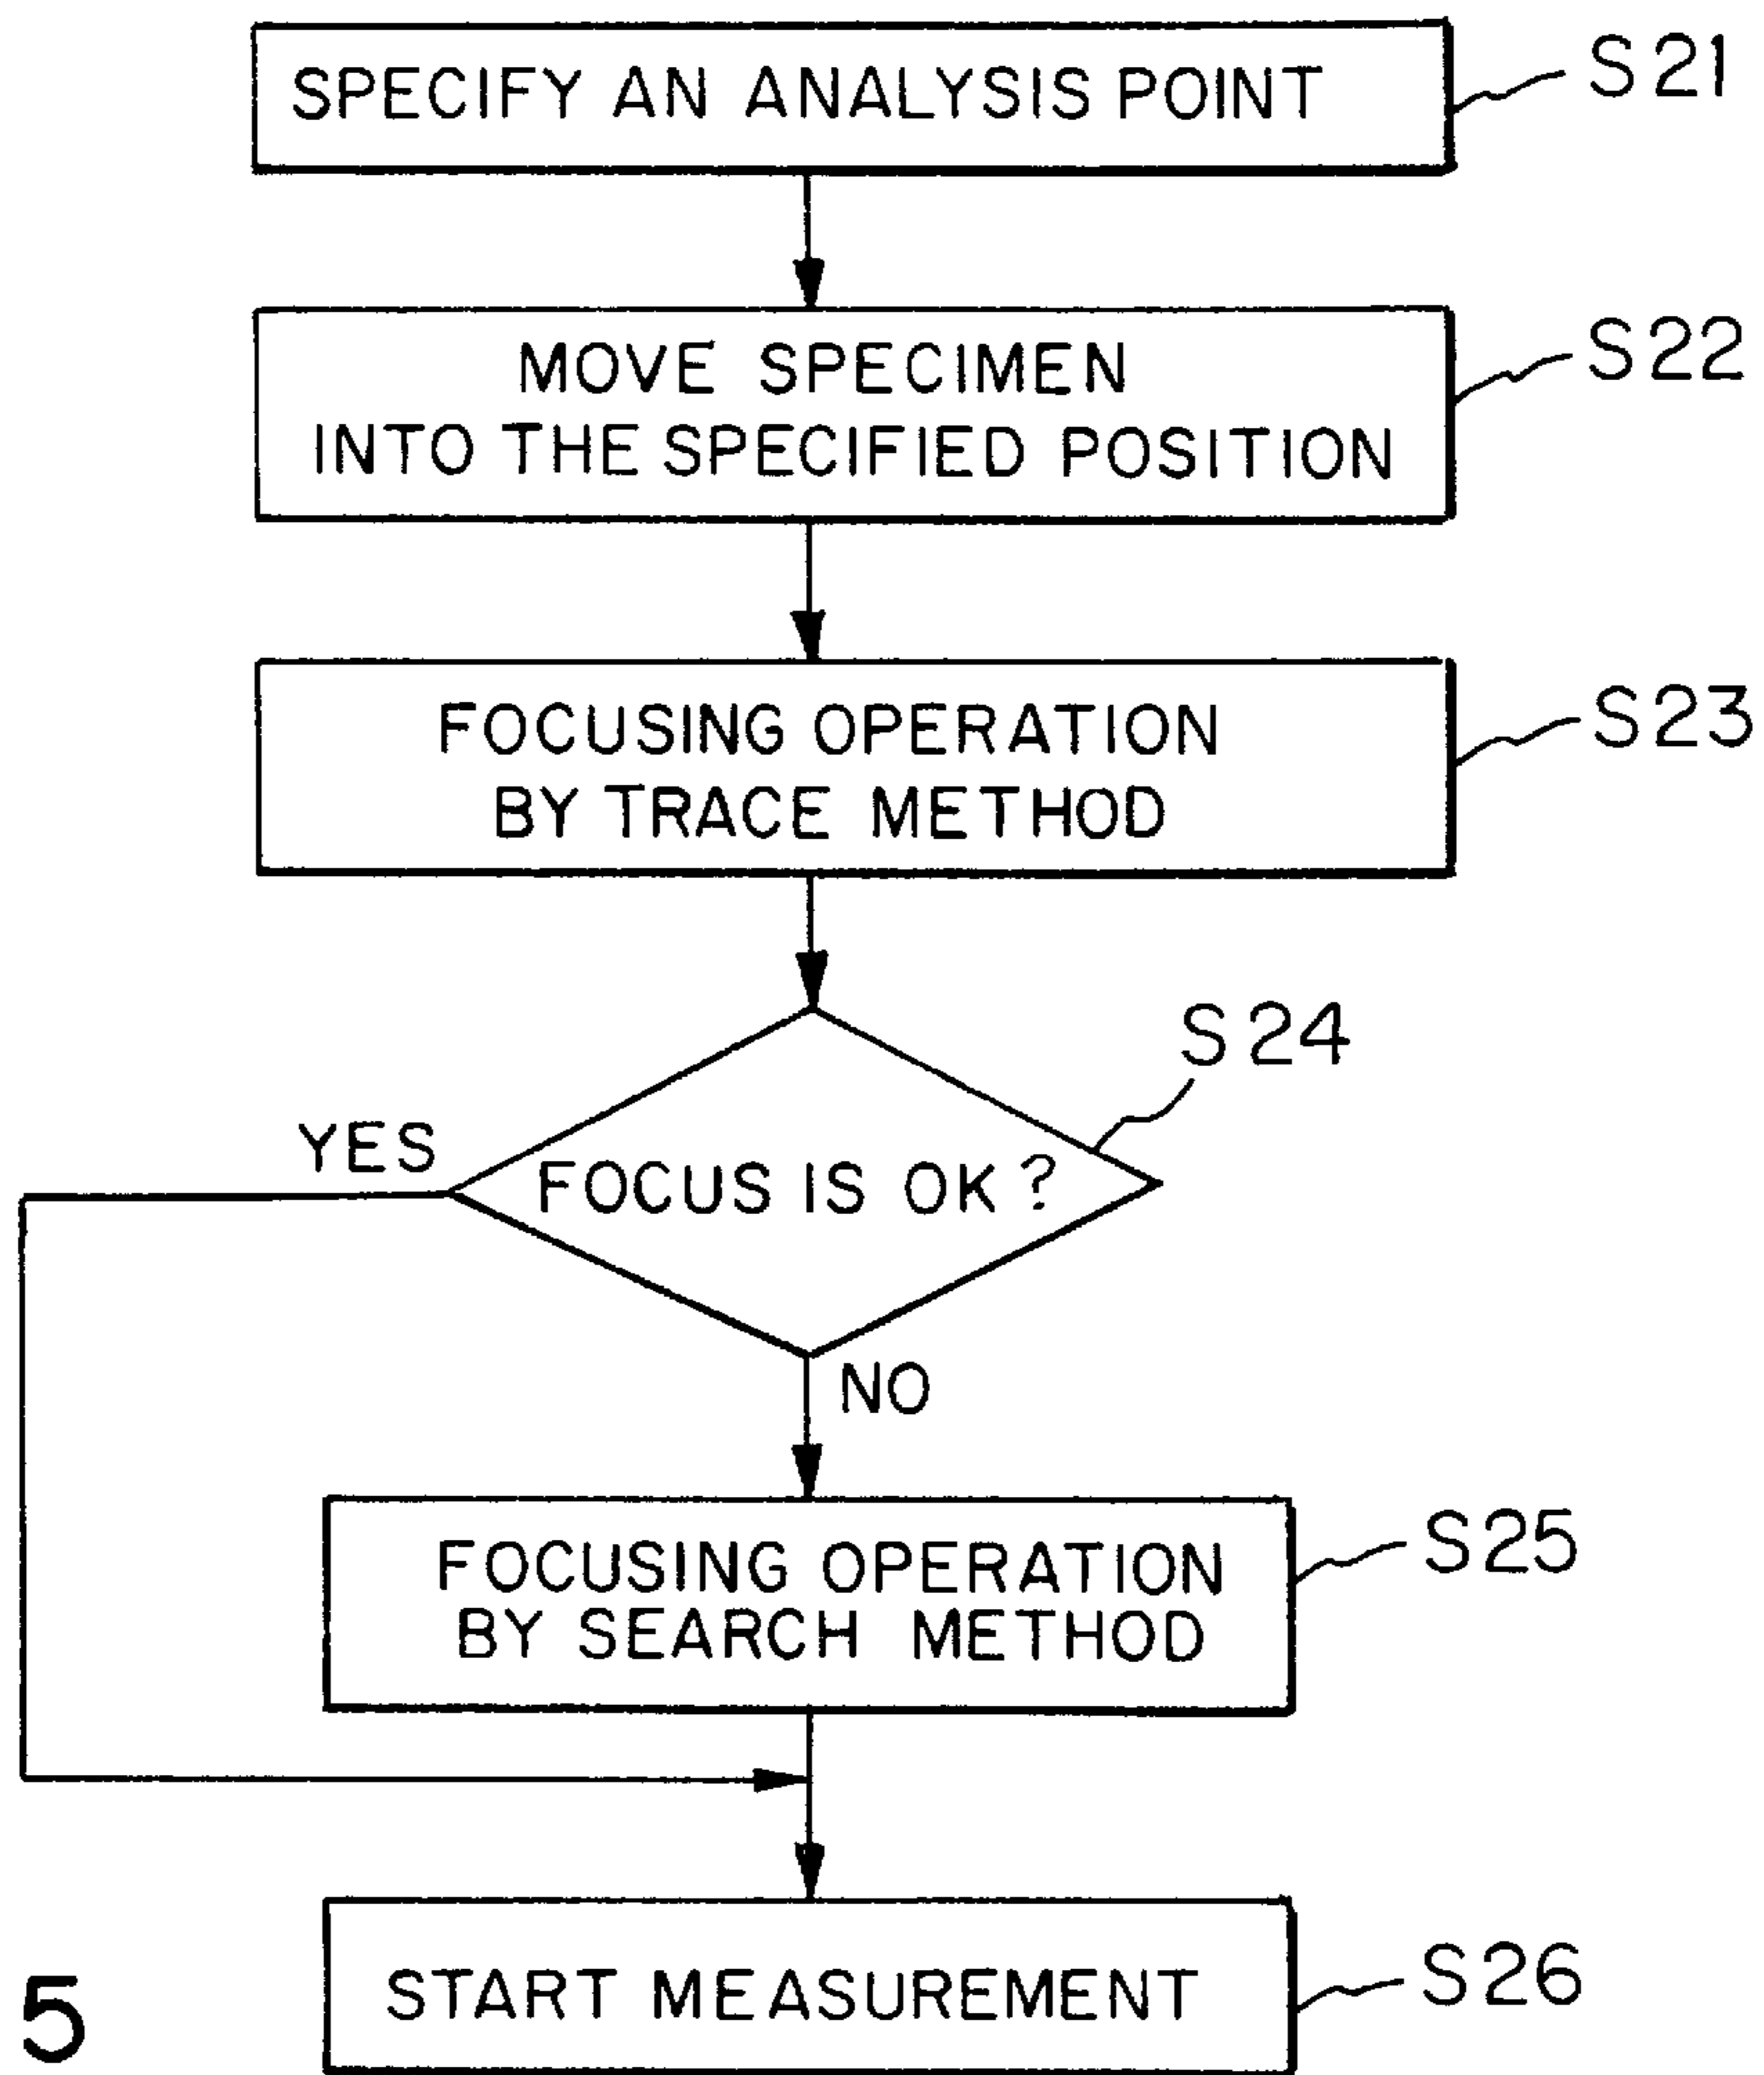 SPECIFY AN ANALYSIS POINT
S21
MOVE SPECIMEN
INTO THE SPECIFIED POSITION
S22
FOCUSING OPERATION
BY TRACE METHOD
S23
S24
YES
FOCUS IS OK?
NO
FOCUSING OPERATION
BY SEARCH METHOD
S25
START MEASUREMENT
S26
5